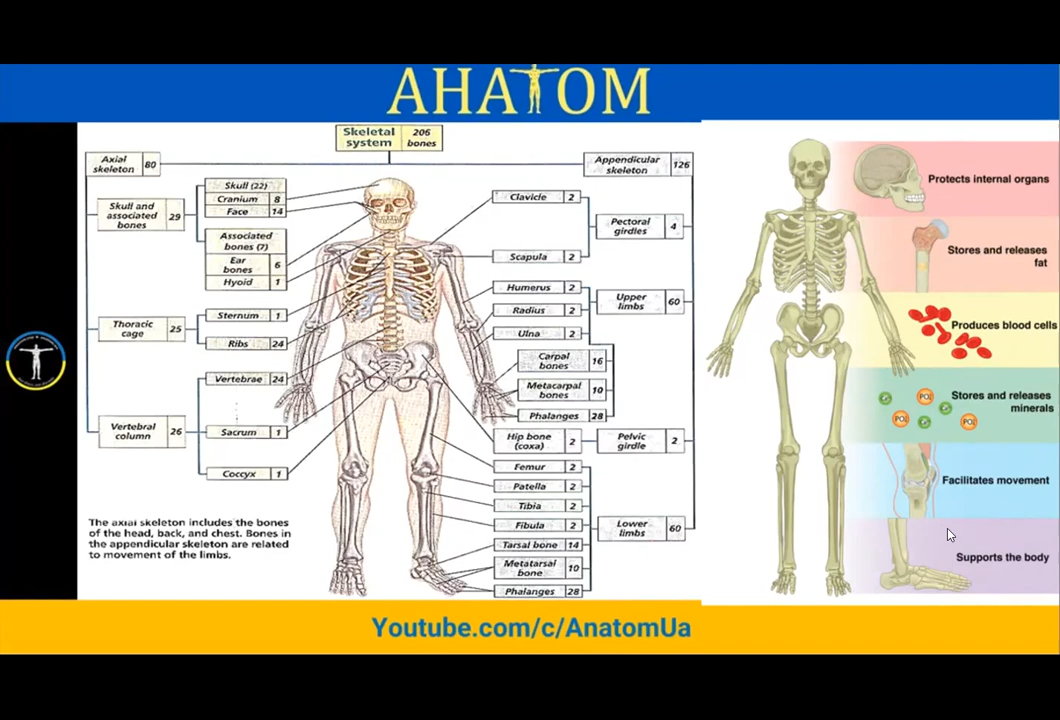 АНАТОМ
Skeletal
system
206
bones
Axial
skeleton
80
Appendicular
skeleton
126
Skull and
associated
bones
29
Skull (22)
Cranium 8
Face 14
Associated
bones (7)
Ear
bones
6
Hyoid 1
Thoracic
cage
25
Sternum 1
Ribs 24
Vertebral
column
26
Vertebrae 24
Sacrum 1
Coccyx 1
The axial skeleton includes the bones
of the head, back, and chest. Bones in
the appendicular skeleton are related
to movement of the limbs.
Clavicle 2
Scapula 2
Pectoral
girdles
4
Humerus 2
Radius 2
Ulna 2
Carpal
bones
16
Metacarpal
bones
10
Phalanges 28
Upper
limbs
60
Hip bone
(coxa)
2
Pelvic
girdle
2
Femur 2
Patella 2
Tibia 2
Fibula 2
Tarsal bone 14
Metatarsal
bone
10
Phalanges 28
Lower
limbs
60
Protects internal organs
Stores and releases
fat
Produces blood cells
Stores and releases
minerals
Facilitates movement
Supports the body
Youtube.com/c/AnatomUa